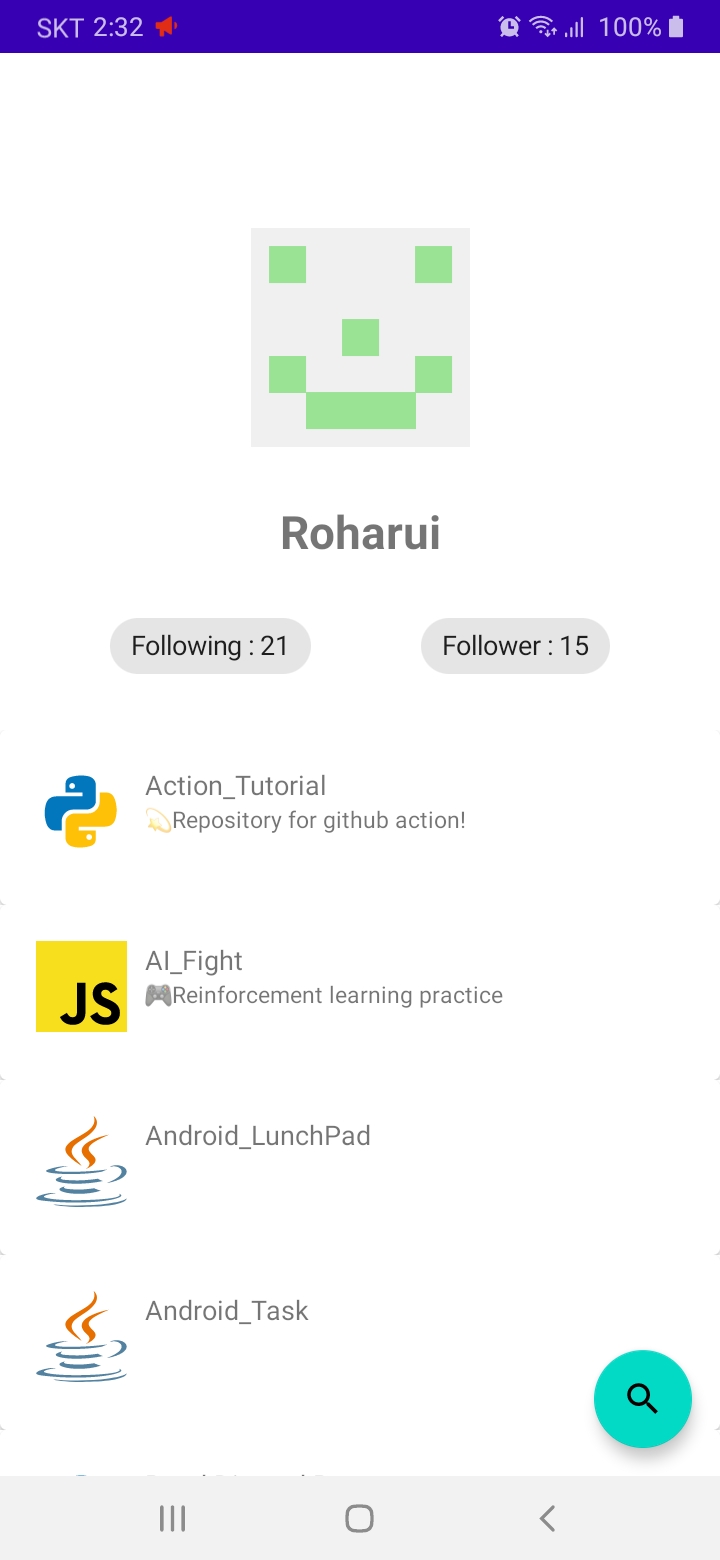 SKT 2:32 100%
Roharui
Following : 21 Follower : 15
Action_Tutorial
💫Repository for github action!
JS
AI_Fight
🎮Reinforcement learning practice
Android_LunchPad
Android_Task